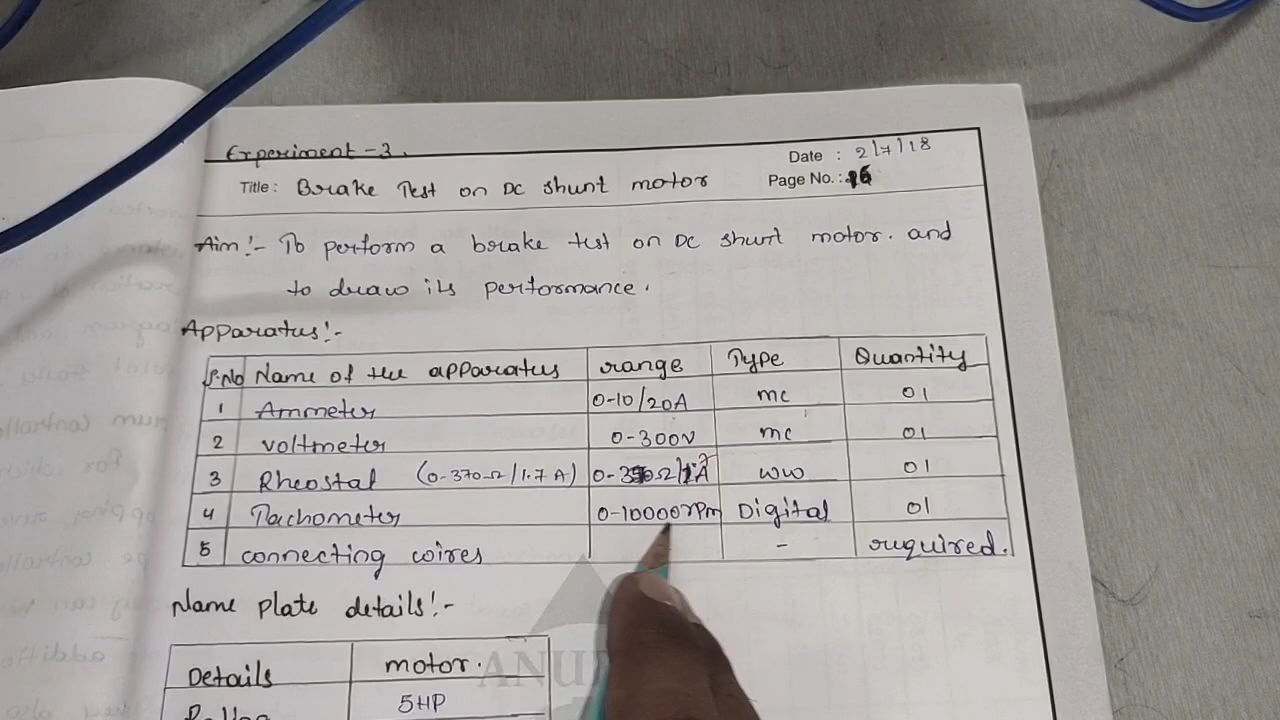 Experiment -3.
Date : 2/7/18
Title : Brake Test on DC shunt motor
Page No. : 16
Aim :- To perform a brake test on DC shunt motor. and
to draw its performance.
Apparatus :-
S.No Name of the apparatus range Type Quantity
1 Ammeter 0-10/20A mc 01
2 voltmeter 0-300V mc 01
3 Rheostat (0-370Ω/1.7A) ww 01
4 Tachometer 0-10000rpm Digital 01
5 connecting wires - required.
Name plate details :-
Details motor.
5HP
ANU